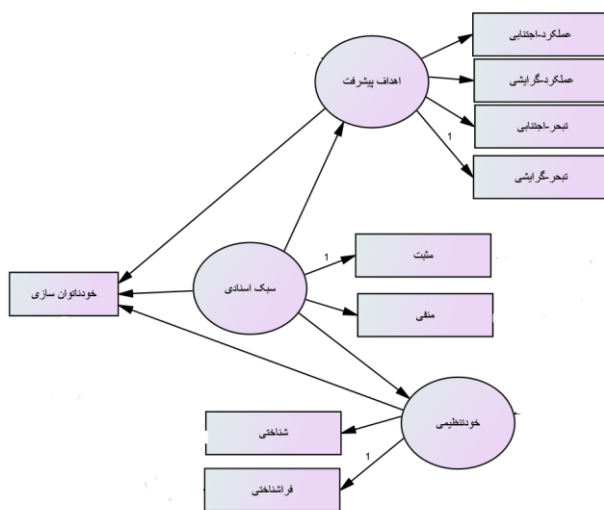 عملکرد-اجتنابی
عملکرد-گرایشی
اهداف پیشرفت
تبحر-اجتنابی
1
تبحر-گرایشی
مثبت
1
سبک اسنادی
خودناتوان سازی
منفی
خودتنظیمی
شناختی
1
فراشناختی